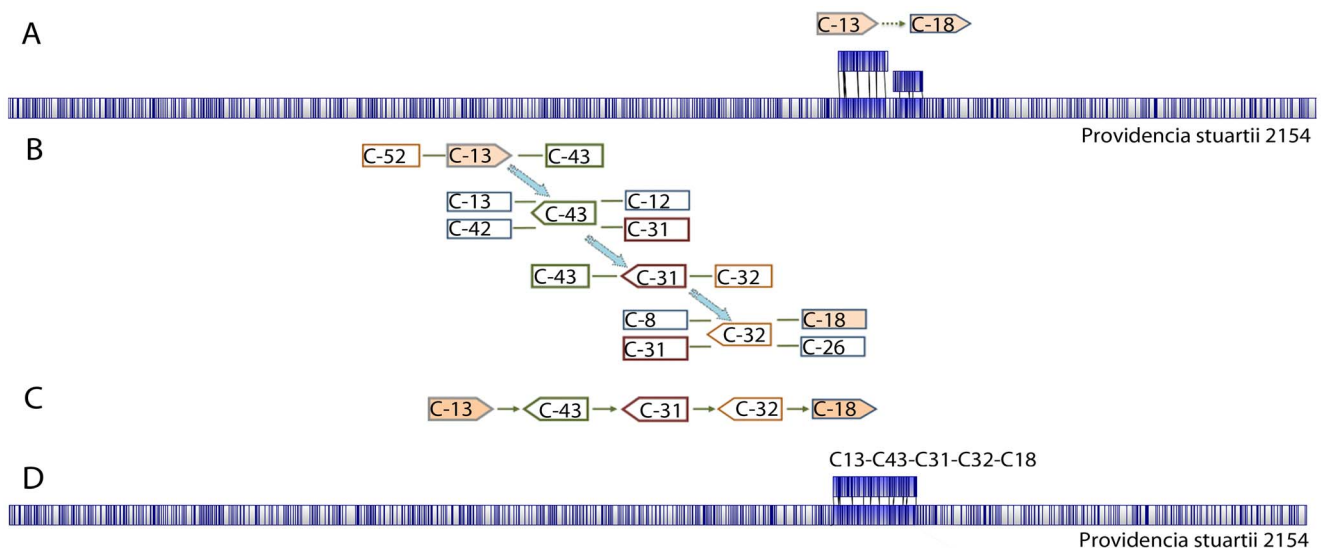 A
C-13 C-18
Providencia stuartii 2154
B
C-52 C-13 C-43
C-13 C-43 C-12
C-42 C-31
C-43 C-31 C-32
C-8 C-32 C-18
C-31 C-26
C
C-13 C-43 C-31 C-32 C-18
D
C13-C43-C31-C32-C18
Providencia stuartii 2154